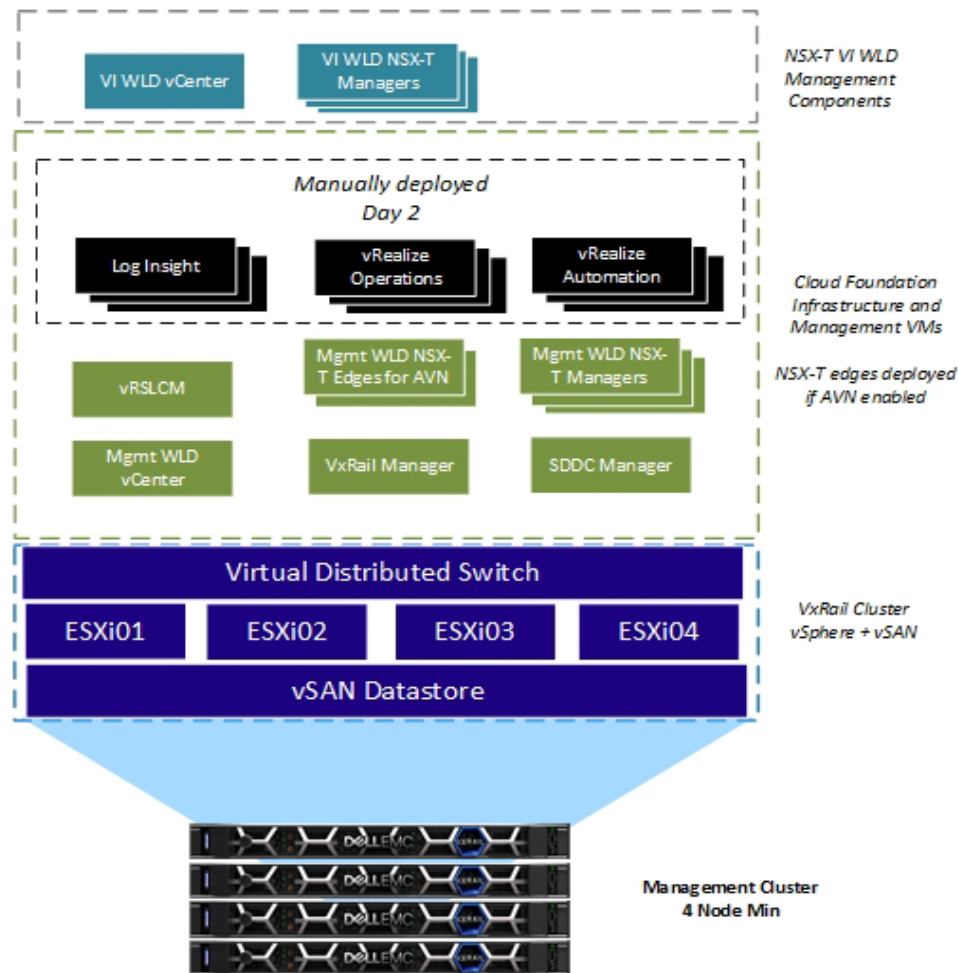 VI WLD vCenter
VI WLD NSX-T
Managers
NSX-T VI WLD
Management
Components
Manually deployed
Day 2
Log Insight
vRealize
Operations
vRealize
Automation
Cloud Foundation
Infrastructure and
Management VMs
NSX-T edges deployed
if AVN enabled
vRSLCM
Mgmt WLD NSX-
T Edges for AVN
Mgmt WLD NSX-
T Managers
Mgmt WLD
vCenter
VxRail Manager
SDDC Manager
Virtual Distributed Switch
ESXi01
ESXi02
ESXi03
ESXi04
vSAN Datastore
VxRail Cluster
vSphere + vSAN
DELLEMC
DELLEMC
DELLEMC
DELLEMC
Management Cluster
4 Node Min